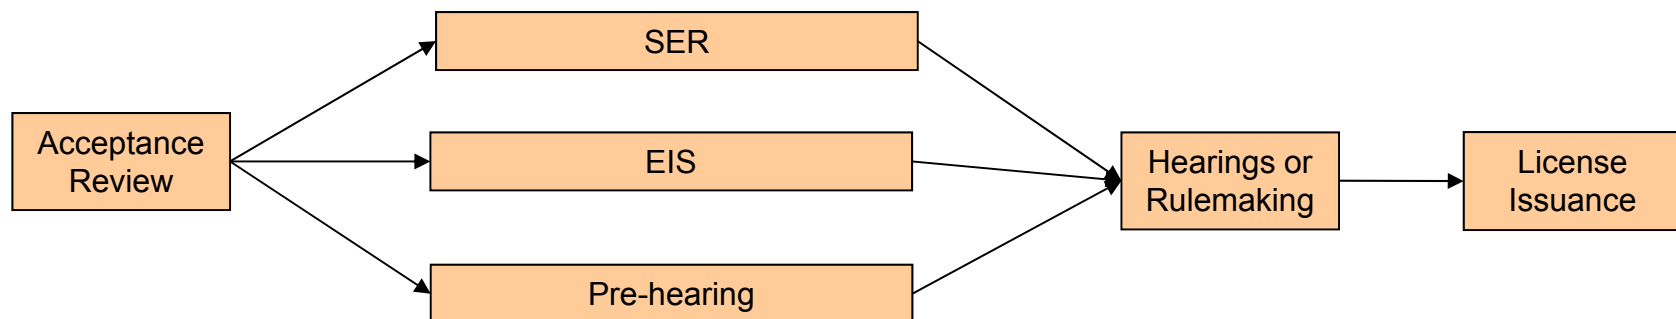 SER
Acceptance
Review
EIS
Hearings or
Rulemaking
License
Issuance
Pre-hearing